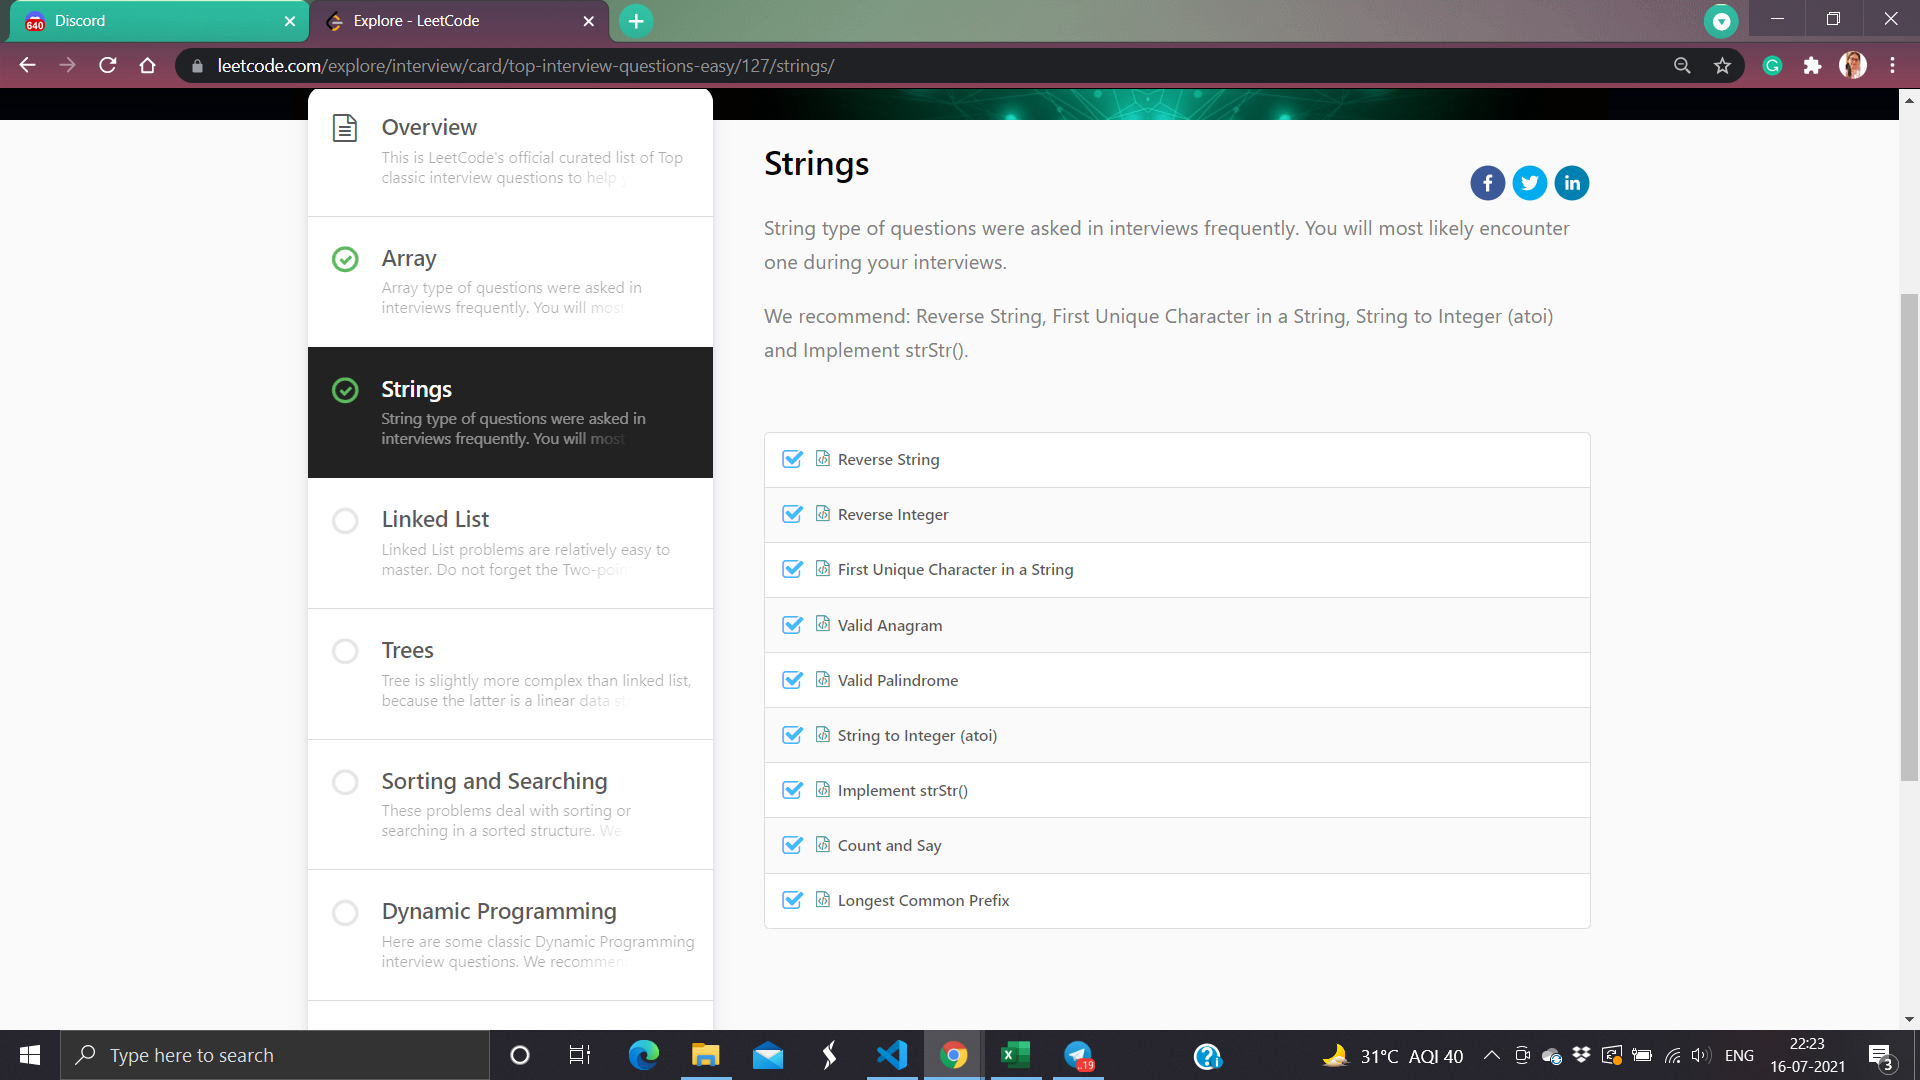 640
Discord
Explore - LeetCode
leetcode.com/explore/interview/card/top-interview-questions-easy/127/strings/
Overview
This is LeetCode's official curated list of Top
classic interview questions to help
Array
Array type of questions were asked in
interviews frequently. You will most
Strings
String type of questions were asked in
interviews frequently. You will most
Linked List
Linked List problems are relatively easy to
master. Do not forget the Two-poin
Trees
Tree is slightly more complex than linked list,
because the latter is a linear data st
Sorting and Searching
These problems deal with sorting or
searching in a sorted structure. We
Dynamic Programming
Here are some classic Dynamic Programming
interview questions. We recommen
Strings
String type of questions were asked in interviews frequently. You will most likely encounter
one during your interviews.
We recommend: Reverse String, First Unique Character in a String, String to Integer (atoi)
and Implement strStr().
Reverse String
Reverse Integer
First Unique Character in a String
Valid Anagram
Valid Palindrome
String to Integer (atoi)
Implement strStr()
Count and Say
Longest Common Prefix
Type here to search
..19
31°C AQI 40
ENG
22:23
16-07-2021
3